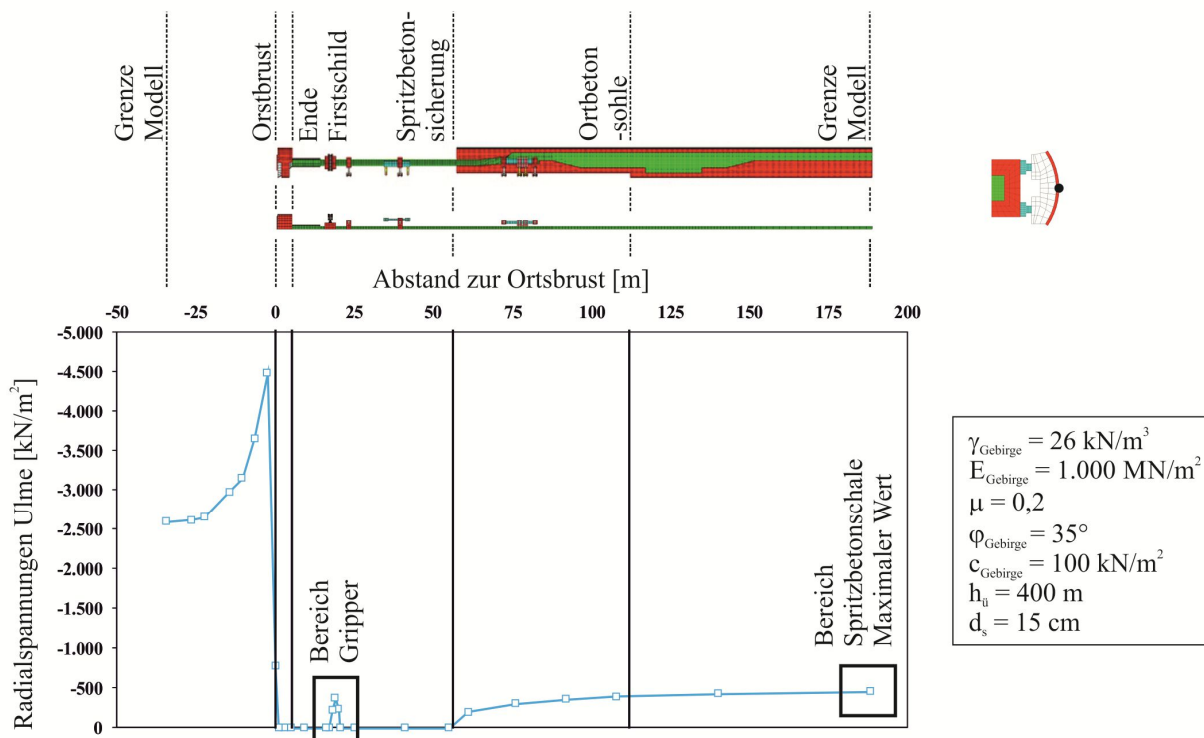 Grenze
Modell
Orstbrust
Ende
Firstschild
Spritzbeton-
sicherung
Ortbeton
-sohle
Grenze
Modell
Abstand zur Ortsbrust [m]
-50 -25 0 25 50 75 100 125 150 175 200
Radialspannungen Ulme [kN/m²]
-5.000
-4.500
-4.000
-3.500
-3.000
-2.500
-2.000
-1.500
-1.000
-500
0
Bereich
Gripper
Bereich
Spritzbetonschale
Maximaler Wert
γGebirge = 26 kN/m³
EGebirge = 1.000 MN/m²
μ = 0,2
φGebirge = 35°
cGebirge = 100 kN/m²
hü = 400 m
ds = 15 cm